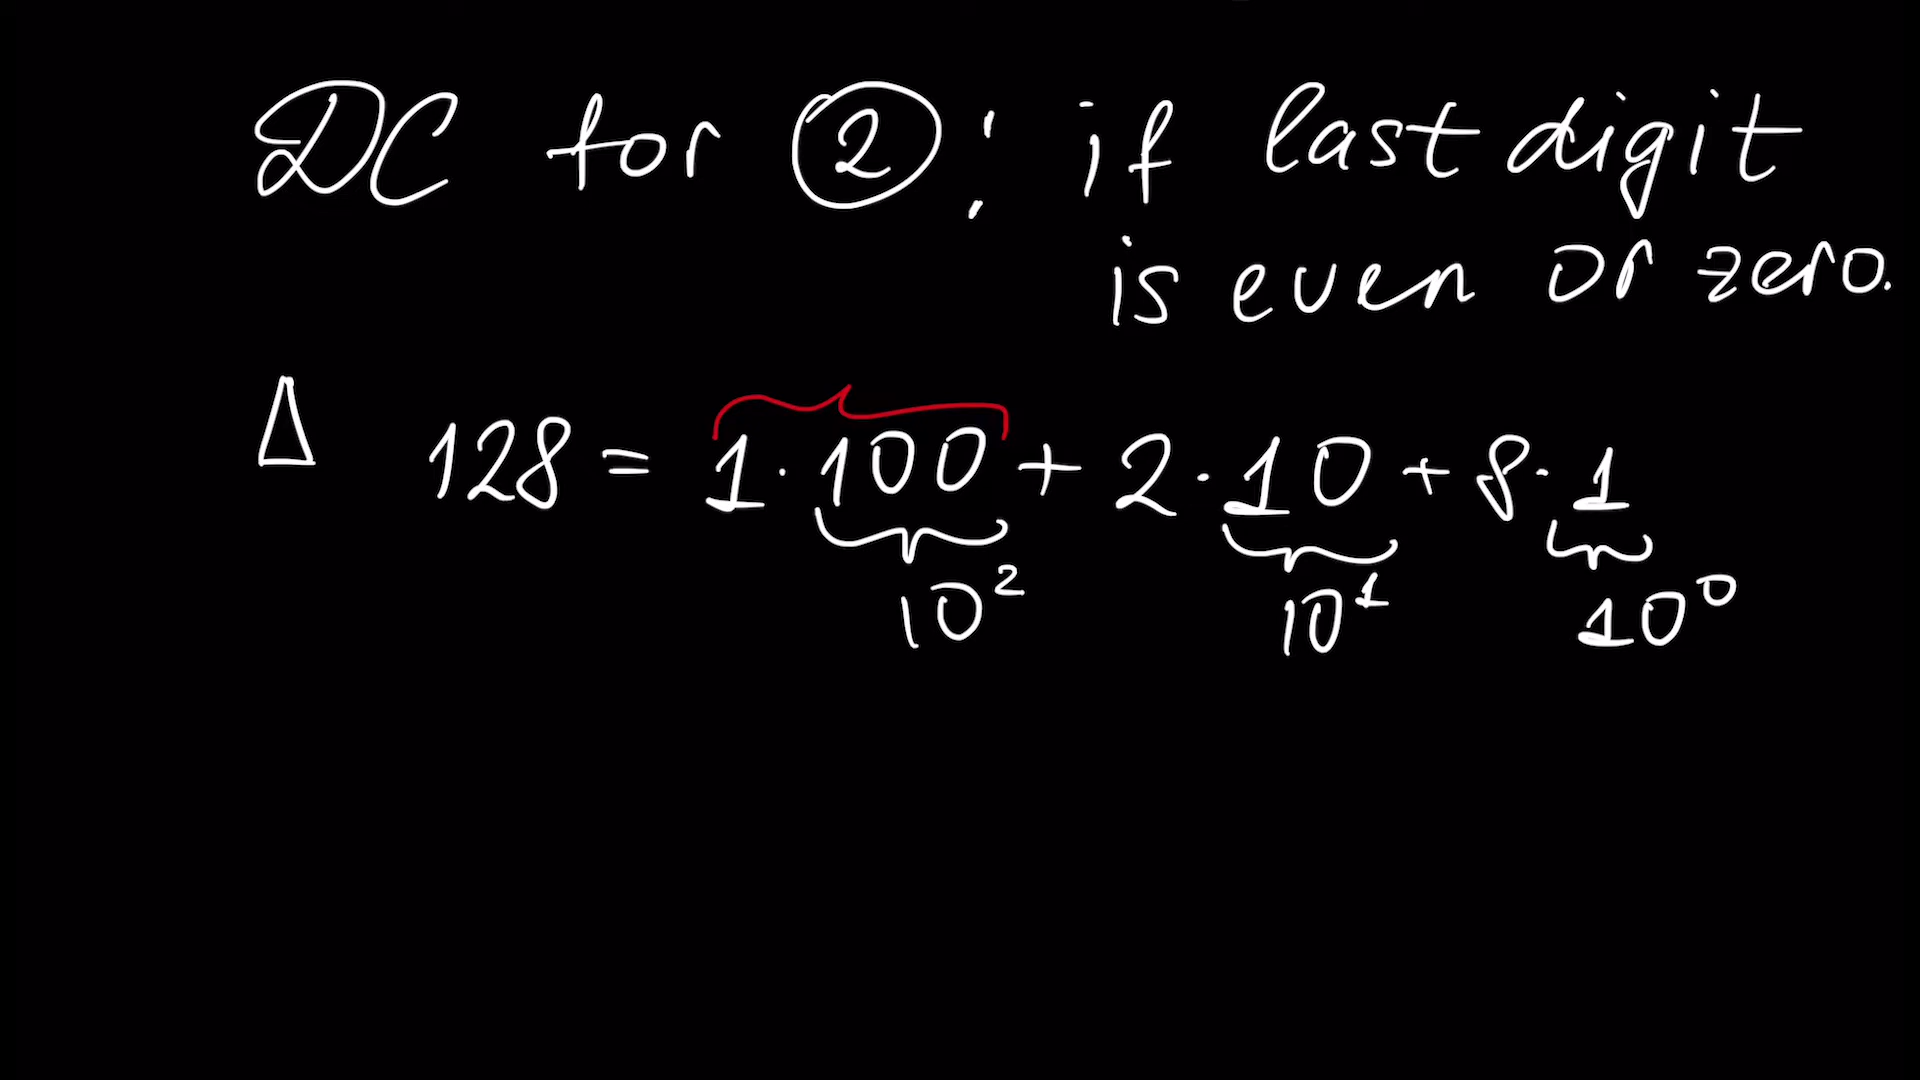 DC for 2: if last digit
is even or zero.
Δ 128 = 1·100 + 2·10 + 8·1
10² 10¹ 10⁰